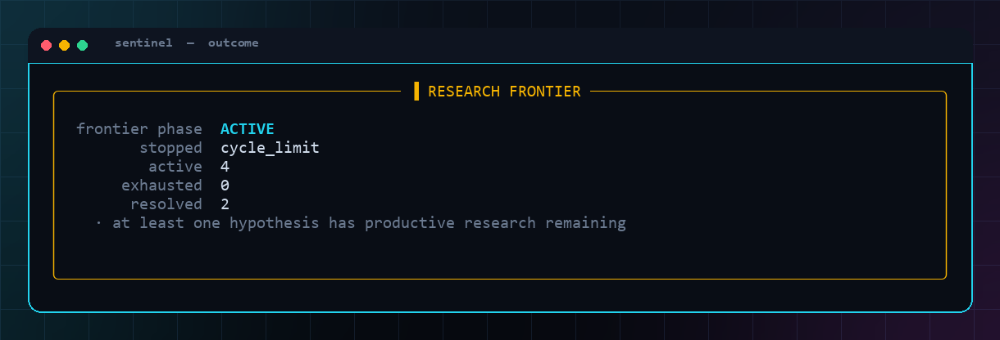 sentinel — outcome
RESEARCH FRONTIER
frontier phase ACTIVE
stopped cycle_limit
active 4
exhausted 0
resolved 2
· at least one hypothesis has productive research remaining